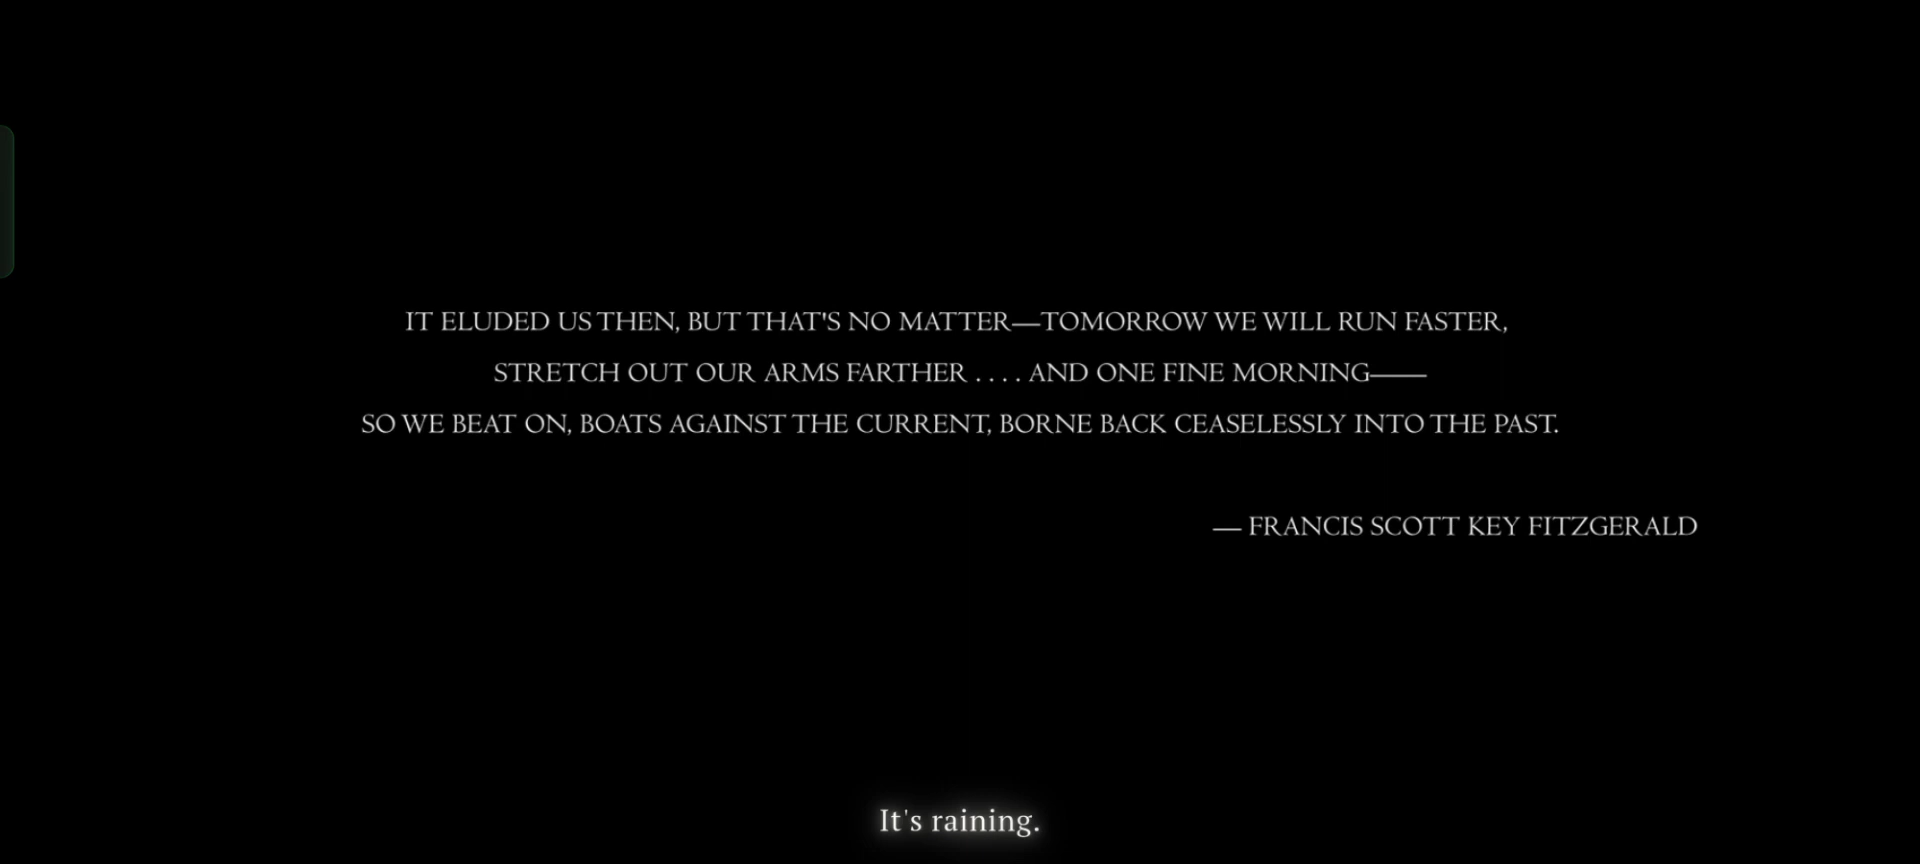 IT ELUDED US THEN, BUT THAT'S NO MATTER—TOMORROW WE WILL RUN FASTER,
STRETCH OUT OUR ARMS FARTHER . . . . AND ONE FINE MORNING——
SO WE BEAT ON, BOATS AGAINST THE CURRENT, BORNE BACK CEASELESSLY INTO THE PAST.
— FRANCIS SCOTT KEY FITZGERALD
It's raining.